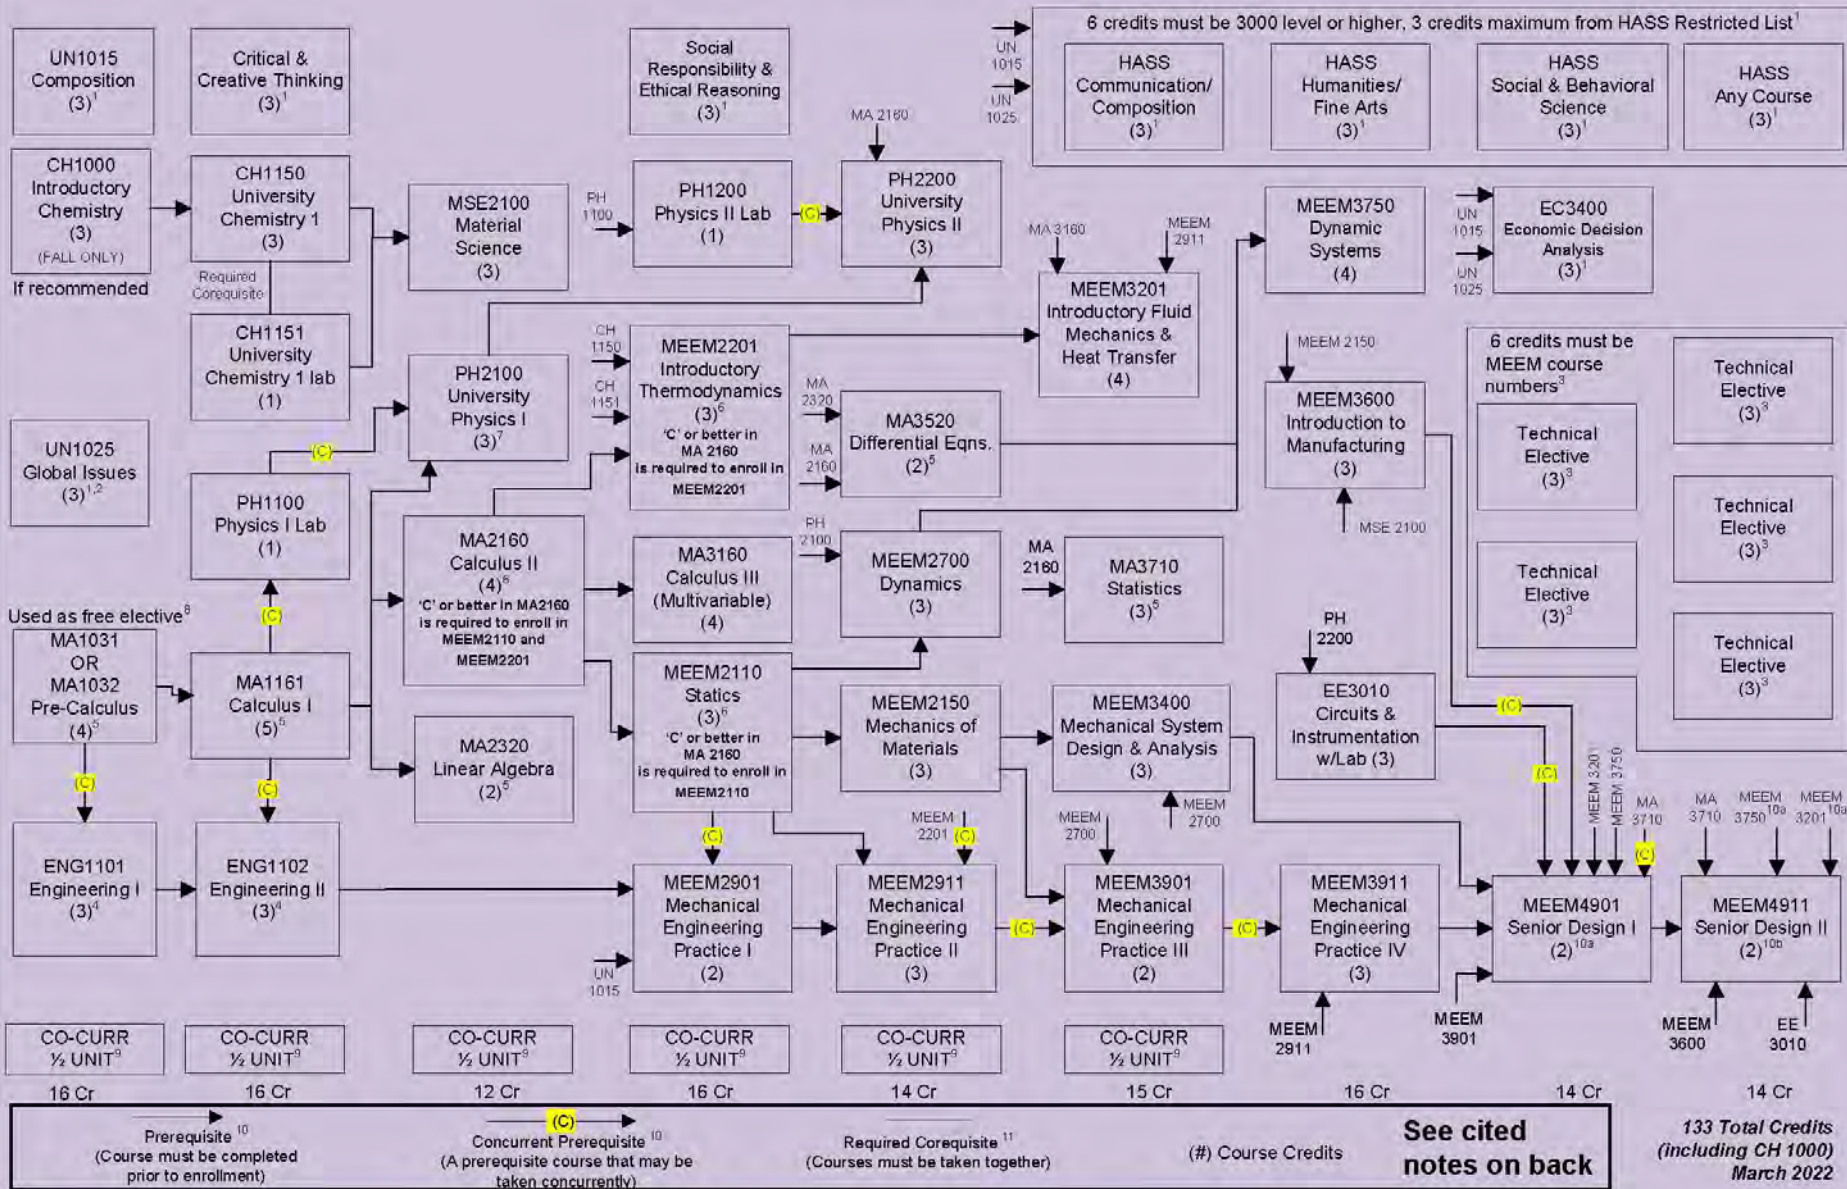 UN1015
Composition
(3)¹
Critical &
Creative Thinking
(3)¹
Social
Responsibility &
Ethical Reasoning
(3)¹
UN
1015
UN
1025
6 credits must be 3000 level or higher, 3 credits maximum from HASS Restricted List¹
HASS
Communication/
Composition
(3)¹
HASS
Humanities/
Fine Arts
(3)¹
HASS
Social & Behavioral
Science
(3)¹
HASS
Any Course
(3)¹
CH1000
Introductory
Chemistry
(3)
(FALL ONLY)
If recommended
CH1150
University
Chemistry 1
(3)
Required
Corequisite
CH1151
University
Chemistry 1 lab
(1)
MSE2100
Material
Science
(3)
PH
1100
PH1200
Physics II Lab
(1)
(C)
MA 2160
PH2200
University
Physics II
(3)
MA 3160
MEEM
2911
MEEM3201
Introductory Fluid
Mechanics &
Heat Transfer
(4)
MEEM3750
Dynamic
Systems
(4)
UN
1015
UN
1025
EC3400
Economic Decision
Analysis
(3)¹
UN1025
Global Issues
(3)¹,²
PH1100
Physics I Lab
(1)
(C)
(C)
PH2100
University
Physics I
(3)⁷
CH
1150
CH
1151
MEEM2201
Introductory
Thermodynamics
(3)⁶
'C' or better in
MA 2160
is required to enroll in
MEEM2201
MA
2320
MA
2160
MA3520
Differential Eqns.
(2)⁵
MEEM 2150
MEEM3600
Introduction to
Manufacturing
(3)
MSE 2100
6 credits must be
MEEM course
numbers³
Technical
Elective
(3)³
Technical
Elective
(3)³
Technical
Elective
(3)³
Technical
Elective
(3)³
Technical
Elective
(3)³
Used as free elective⁸
MA1031
OR
MA1032
Pre-Calculus
(4)⁵
(C)
MA1161
Calculus I
(5)⁵
(C)
MA2160
Calculus II
(4)⁶
'C' or better in MA2160
is required to enroll in
MEEM2110 and
MEEM2201
MA2320
Linear Algebra
(2)⁵
MA3160
Calculus III
(Multivariable)
(4)
PH
2100
MEEM2700
Dynamics
(3)
MA
2160
MA3710
Statistics
(3)⁵
MEEM2110
Statics
(3)⁶
'C' or better in
MA 2160
is required to enroll in
MEEM2110
(C)
MEEM2150
Mechanics of
Materials
(3)
MEEM3400
Mechanical System
Design & Analysis
(3)
MEEM
2700
PH
2200
EE3010
Circuits &
Instrumentation
w/Lab (3)
(C)
(C)
ENG1101
Engineering I
(3)⁴
ENG1102
Engineering II
(3)⁴
UN
1015
MEEM2901
Mechanical
Engineering
Practice I
(2)
MEEM
2201
(C)
MEEM2911
Mechanical
Engineering
Practice II
(3)
(C)
MEEM
2700
MEEM3901
Mechanical
Engineering
Practice III
(2)
(C)
MEEM3911
Mechanical
Engineering
Practice IV
(3)
MEEM
2911
MEEM 3201
MEEM 3750
MA
3710
(C)
MEEM4901
Senior Design I
(2)¹⁰ᵃ
MEEM
3901
MA
3710
MEEM
3750¹⁰ᵃ
MEEM
3201¹⁰ᵃ
MEEM4911
Senior Design II
(2)¹⁰ᵇ
MEEM
3600
EE
3010
CO-CURR
½ UNIT⁹
CO-CURR
½ UNIT⁹
CO-CURR
½ UNIT⁹
CO-CURR
½ UNIT⁹
CO-CURR
½ UNIT⁹
CO-CURR
½ UNIT⁹
16 Cr
16 Cr
12 Cr
16 Cr
14 Cr
15 Cr
16 Cr
14 Cr
14 Cr
Prerequisite ¹⁰
(Course must be completed
prior to enrollment)
(C)
Concurrent Prerequisite ¹⁰
(A prerequisite course that may be
taken concurrently)
Required Corequisite ¹¹
(Courses must be taken together)
(#) Course Credits
See cited
notes on back
133 Total Credits
(including CH 1000)
March 2022